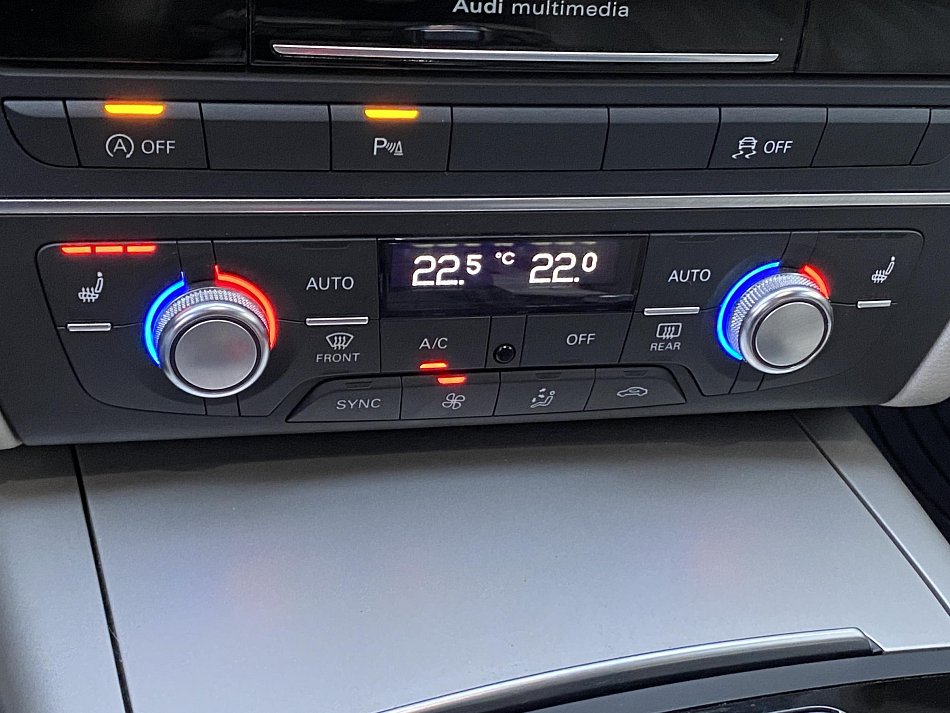 Audi multimedia
A OFF
P
OFF
AUTO
22.5 °C 22.0
AUTO
FRONT
A/C
OFF
REAR
SYNC